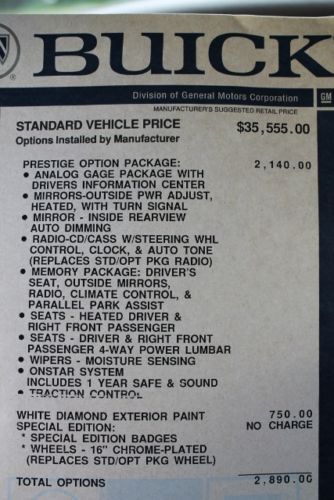 BUICK
®
Division of General Motors Corporation GM
MANUFACTURER'S SUGGESTED RETAIL PRICE
STANDARD VEHICLE PRICE $35,555.00
Options Installed by Manufacturer
PRESTIGE OPTION PACKAGE: 2,140.00
● ANALOG GAGE PACKAGE WITH
DRIVERS INFORMATION CENTER
● MIRRORS-OUTSIDE PWR ADJUST,
HEATED, WITH TURN SIGNAL
● MIRROR - INSIDE REARVIEW
AUTO DIMMING
● RADIO-CD/CASS W/STEERING WHL
CONTROL, CLOCK, & AUTO TONE
(REPLACES STD/OPT PKG RADIO)
● MEMORY PACKAGE: DRIVER'S
SEAT, OUTSIDE MIRRORS,
RADIO, CLIMATE CONTROL, &
PARALLEL PARK ASSIST
● SEATS - HEATED DRIVER &
RIGHT FRONT PASSENGER
● SEATS - DRIVER & RIGHT FRONT
PASSENGER 4-WAY POWER LUMBAR
● WIPERS - MOISTURE SENSING
● ONSTAR SYSTEM
INCLUDES 1 YEAR SAFE & SOUND
● TRACTION CONTROL
WHITE DIAMOND EXTERIOR PAINT 750.00
SPECIAL EDITION: NO CHARGE
* SPECIAL EDITION BADGES
* WHEELS - 16" CHROME-PLATED
(REPLACES STD/OPT PKG WHEEL)
TOTAL OPTIONS 2,890.00